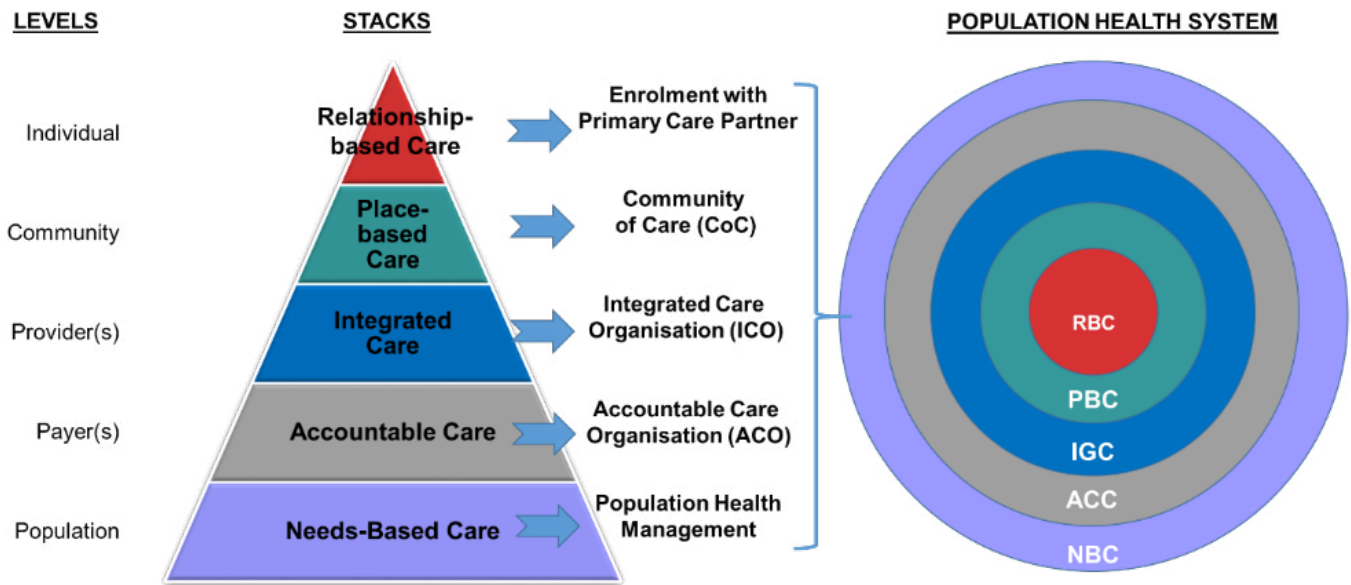 LEVELS
STACKS
POPULATION HEALTH SYSTEM
Individual
Relationship-
based Care
Enrolment with
Primary Care Partner
Community
Place-
based
Care
Community
of Care (CoC)
Provider(s)
Integrated
Care
Integrated Care
Organisation (ICO)
Payer(s)
Accountable Care
Accountable Care
Organisation (ACO)
Population
Needs-Based Care
Population Health
Management
RBC
PBC
IGC
ACC
NBC